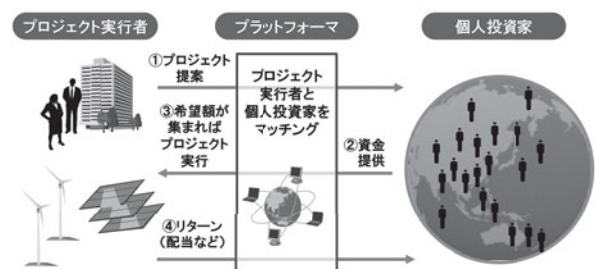 プロジェクト実行者
プラットフォーマ
個人投資家
①プロジェクト
提案
プロジェクト
実行者と
個人投資家を
マッチング
③希望額が
集まれば
プロジェクト
実行
②資金
提供
④リターン
(配当など)